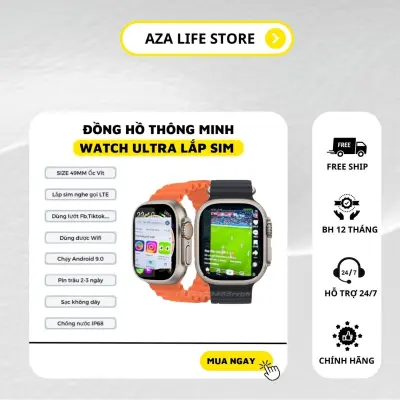 AZA LIFE STORE
ĐỒNG HỒ THÔNG MINH
WATCH ULTRA LẮP SIM
SIZE 49MM Ốc Vít
Lắp sim nghe gọi LTE
Dùng lướt Fb,Tiktok...
Dùng được Wifi
Chạy Android 9.0
Pin trâu 2-3 ngày
Sạc không dây
Chống nước IP68
MUA NGAY
FREE
FREE SHIP
BH 12 THÁNG
24/7
HỖ TRỢ 24/7
CHÍNH HÃNG